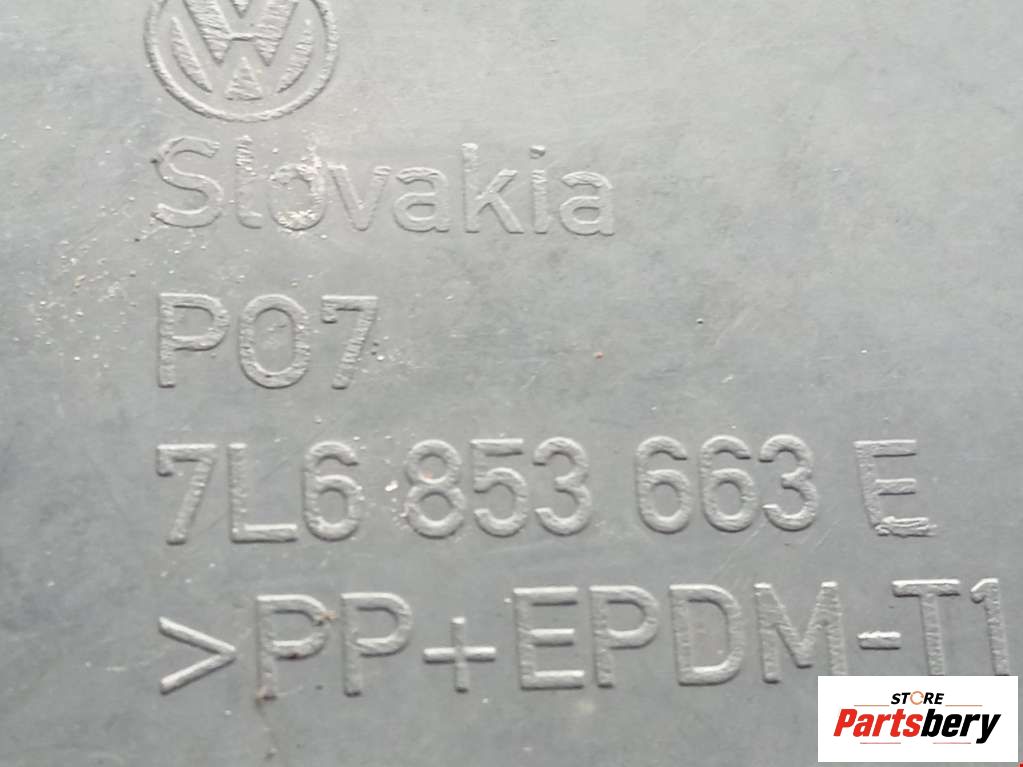 Slovakia
P07
7L6 853 663 E
>PP+EPDM-T1
STORE
Partsbery